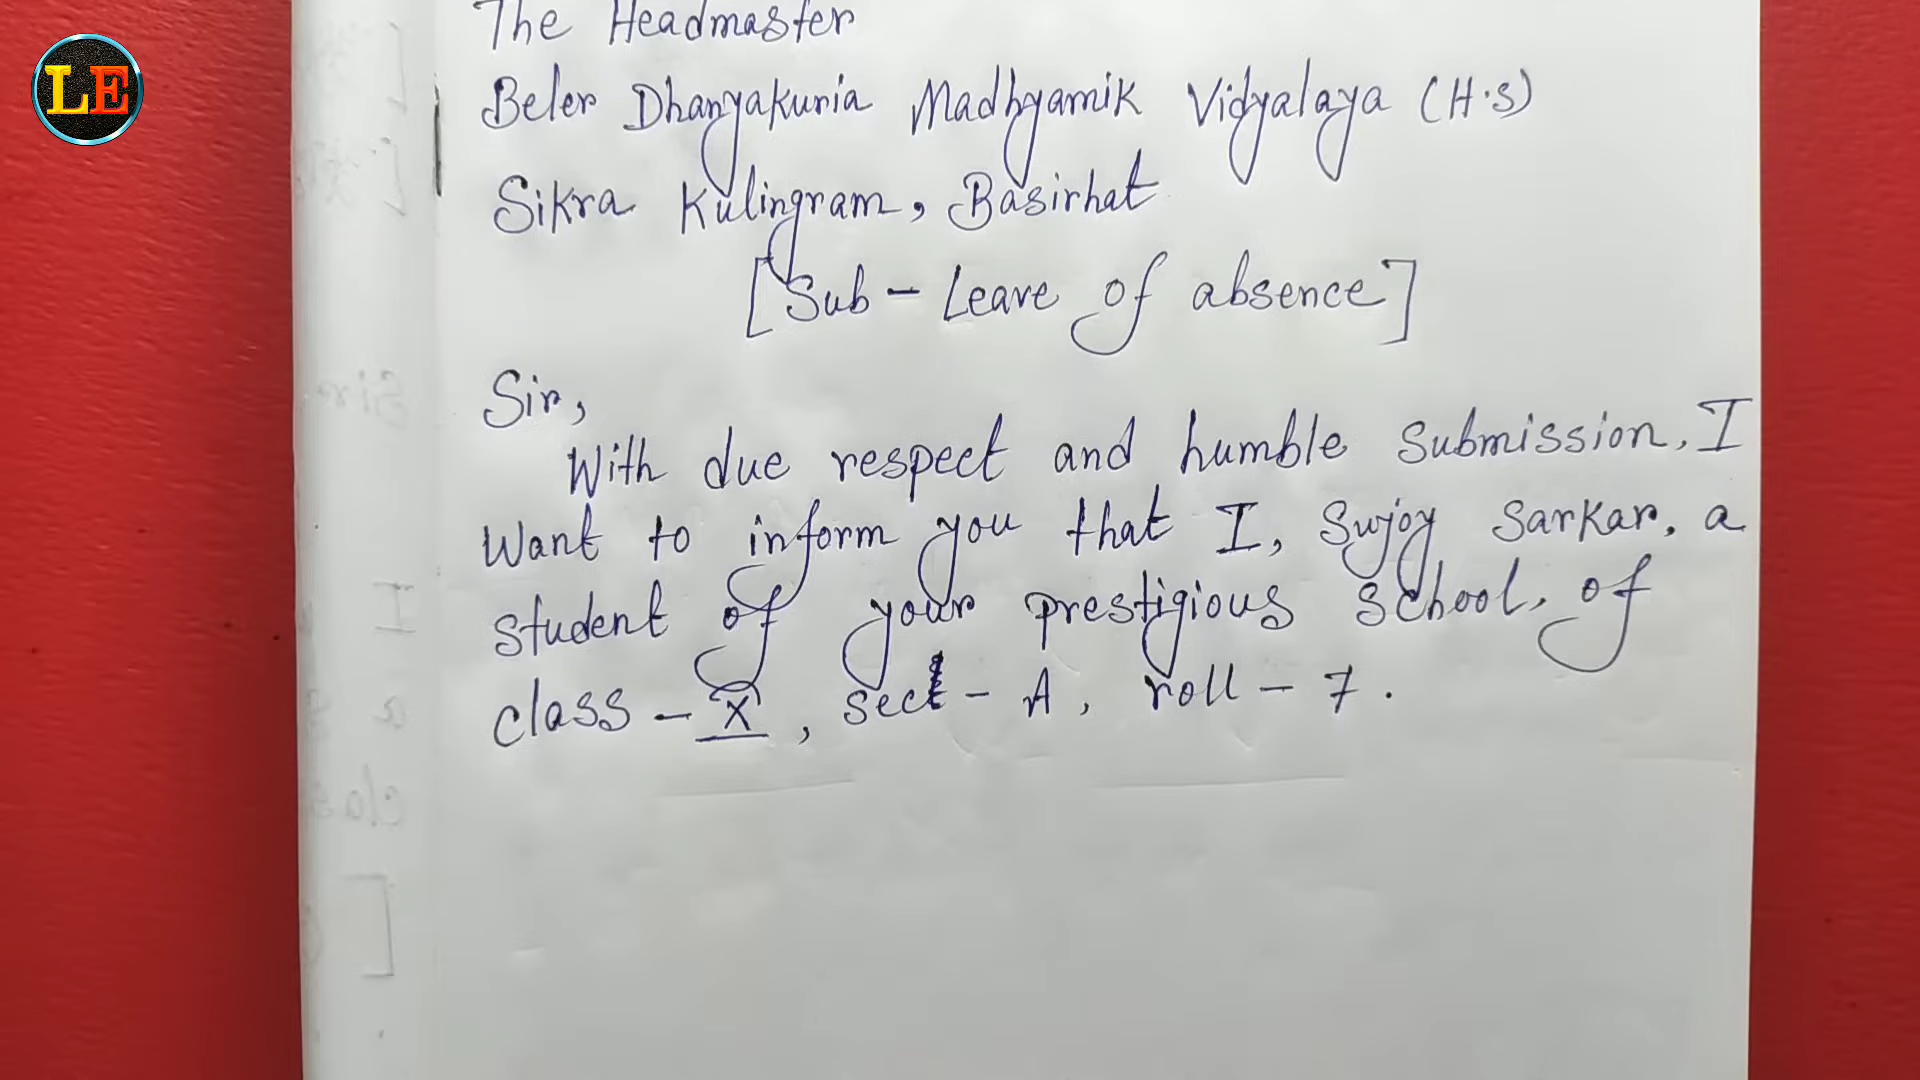 LE
The Headmaster
Beler Dhanyakuria Madhyamik Vidyalaya (H.S)
Sikra Kulingram, Basirhat
[Sub - Leave of absence]
Sir,
With due respect and humble submission, I
want to inform you that I, Sujoy Sarkar, a
student of your prestigious school, of
class - X, sect - A, roll - 7.